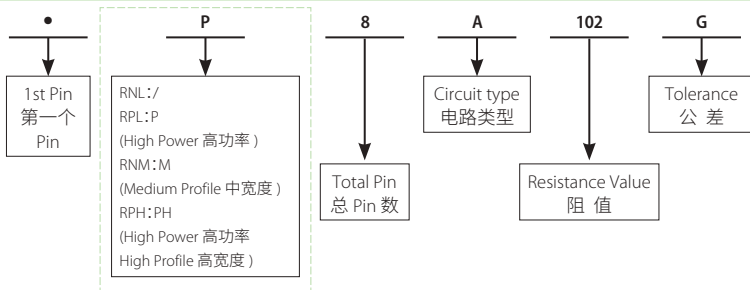 • P 8 A 102 G
1st Pin
第一个
Pin
RNL:/
RPL:P
(High Power 高功率 )
RNM:M
(Medium Profile 中宽度 )
RPH:PH
(High Power 高功率
High Profile 高宽度 )
Total Pin
总 Pin 数
Circuit type
电路类型
Resistance Value
阻 值
Tolerance
公 差